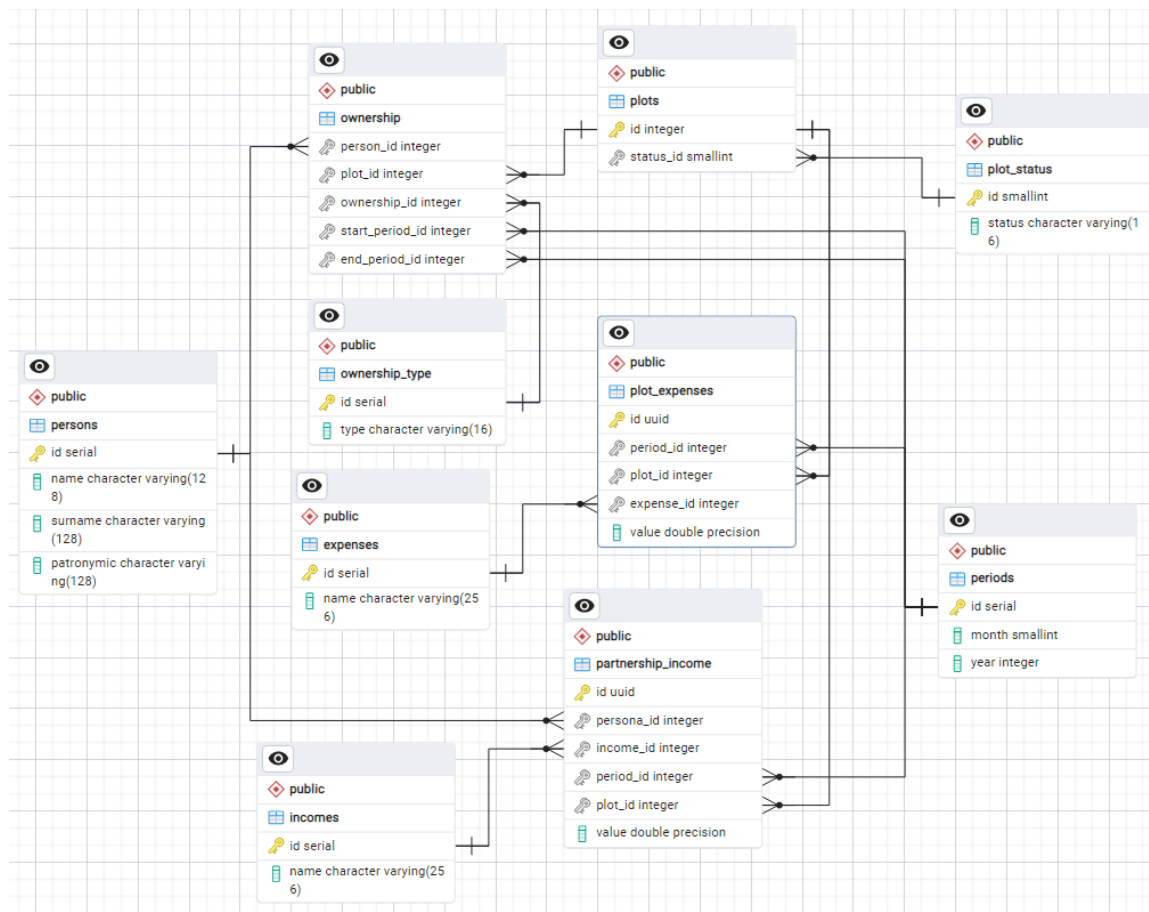 public
ownership
person_id integer
plot_id integer
ownership_id integer
start_period_id integer
end_period_id integer
public
plots
id integer
status_id smallint
public
plot_status
id smallint
status character varying(1
6)
public
ownership_type
id serial
type character varying(16)
public
persons
id serial
name character varying(12
8)
surname character varying
(128)
patronymic character varyi
ng(128)
public
plot_expenses
id uuid
period_id integer
plot_id integer
expense_id integer
value double precision
public
expenses
id serial
name character varying(25
6)
public
periods
id serial
month smallint
year integer
public
partnership_income
id uuid
persona_id integer
income_id integer
period_id integer
plot_id integer
value double precision
public
incomes
id serial
name character varying(25
6)